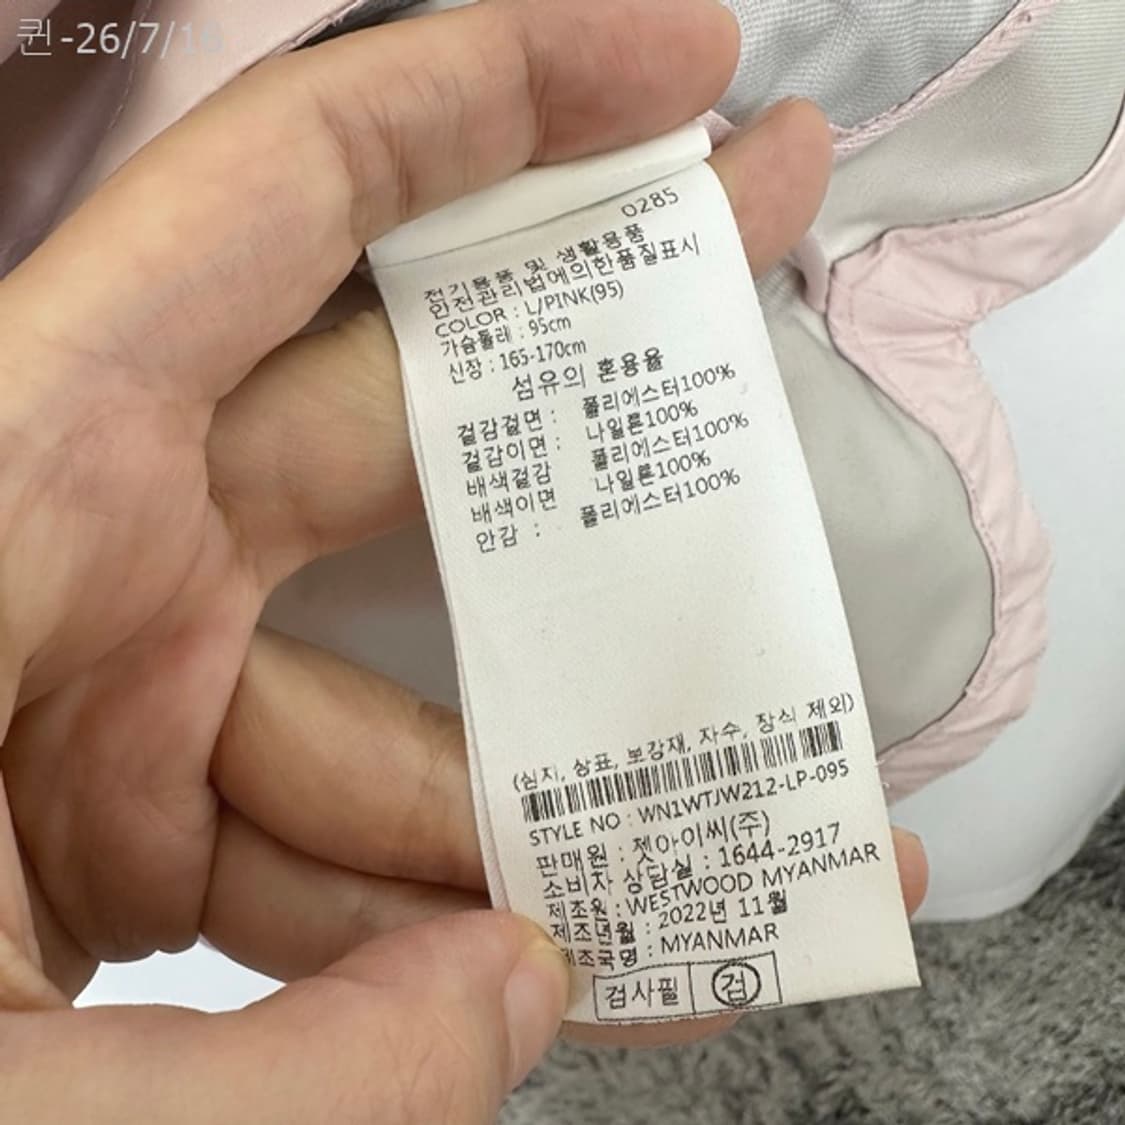 퀸-26/7/16
0285
전기용품 및 생활용품
안전관리법에의한품질표시
COLOR : L/PINK(95)
가슴둘레 : 95cm
신장 : 165-170cm
섬유의 혼용율
겉감겉면 : 폴리에스터100%
겉감이면 : 나일론100%
배색겉감 폴리에스터100%
배색이면 나일론100%
안감 : 폴리에스터100%
(심지, 상표, 보강재, 자수, 장식 제외)
STYLE NO : WN1WTJW212-LP-095
판매원 : 젯아이씨(주)
소비자 상담실 : 1644-2917
제조원 : WESTWOOD MYANMAR
제조년월 : 2022년 11월
제조국명 : MYANMAR
검사필 검